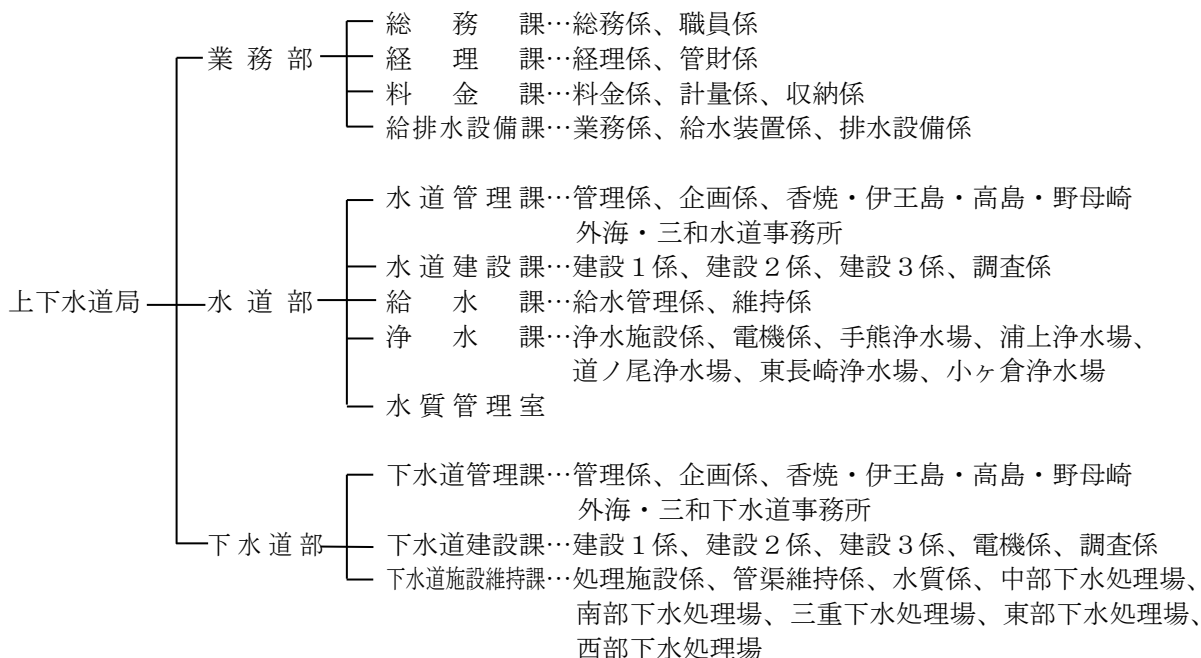 総務課…総務係、職員係
業務部
経理課…経理係、管財係
料金課…料金係、計量係、収納係
給排水設備課…業務係、給水装置係、排水設備係
水道管理課…管理係、企画係、香焼・伊王島・高島・野母崎
外海・三和水道事務所
水道建設課…建設１係、建設２係、建設３係、調査係
上下水道局
水道部
給水課…給水管理係、維持係
浄水課…浄水施設係、電機係、手熊浄水場、浦上浄水場、
道ノ尾浄水場、東長崎浄水場、小ヶ倉浄水場
水質管理室
下水道管理課…管理係、企画係、香焼・伊王島・高島・野母崎
外海・三和下水道事務所
下水道部
下水道建設課…建設１係、建設２係、建設３係、電機係、調査係
下水道施設維持課…処理施設係、管渠維持係、水質係、中部下水処理場、
南部下水処理場、三重下水処理場、東部下水処理場、
西部下水処理場